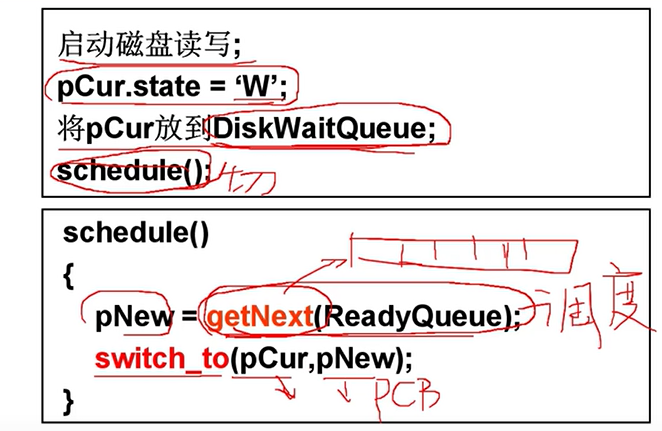 启动磁盘读写;
pCur.state = ‘W’;
将pCur放到DiskWaitQueue;
schedule(); 切
schedule()
{
pNew = getNext(ReadyQueue); 调度
switch_to(pCur,pNew);
PCB
}